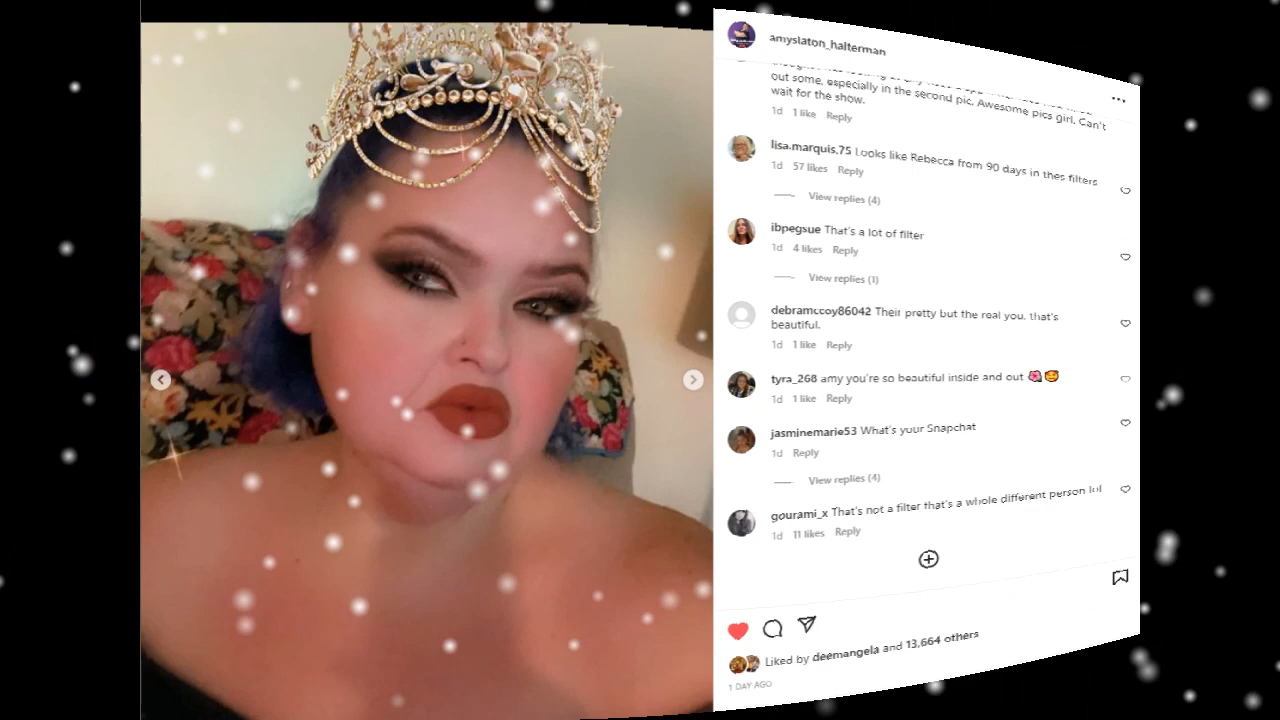 amyslaton_halterman
out some, especially in the second pic. Awesome pics girl. Can't
wait for the show.
1d 1 like Reply
lisa.marquis.75 Looks like Rebecca from 90 days in thes filters
1d 57 likes Reply
View replies (4)
ibpegsue That's a lot of filter
1d 4 likes Reply
View replies (1)
debramccoy86042 Their pretty but the real you. that's
beautiful.
1d 1 like Reply
tyra_268 amy you're so beautiful inside and out 🌺🥰
1d 1 like Reply
jasminemarie53 What's your Snapchat
1d Reply
View replies (4)
gourami_x That's not a filter that's a whole different person lol
1d 11 likes Reply
Liked by deemangela and 13,664 others
1 DAY AGO